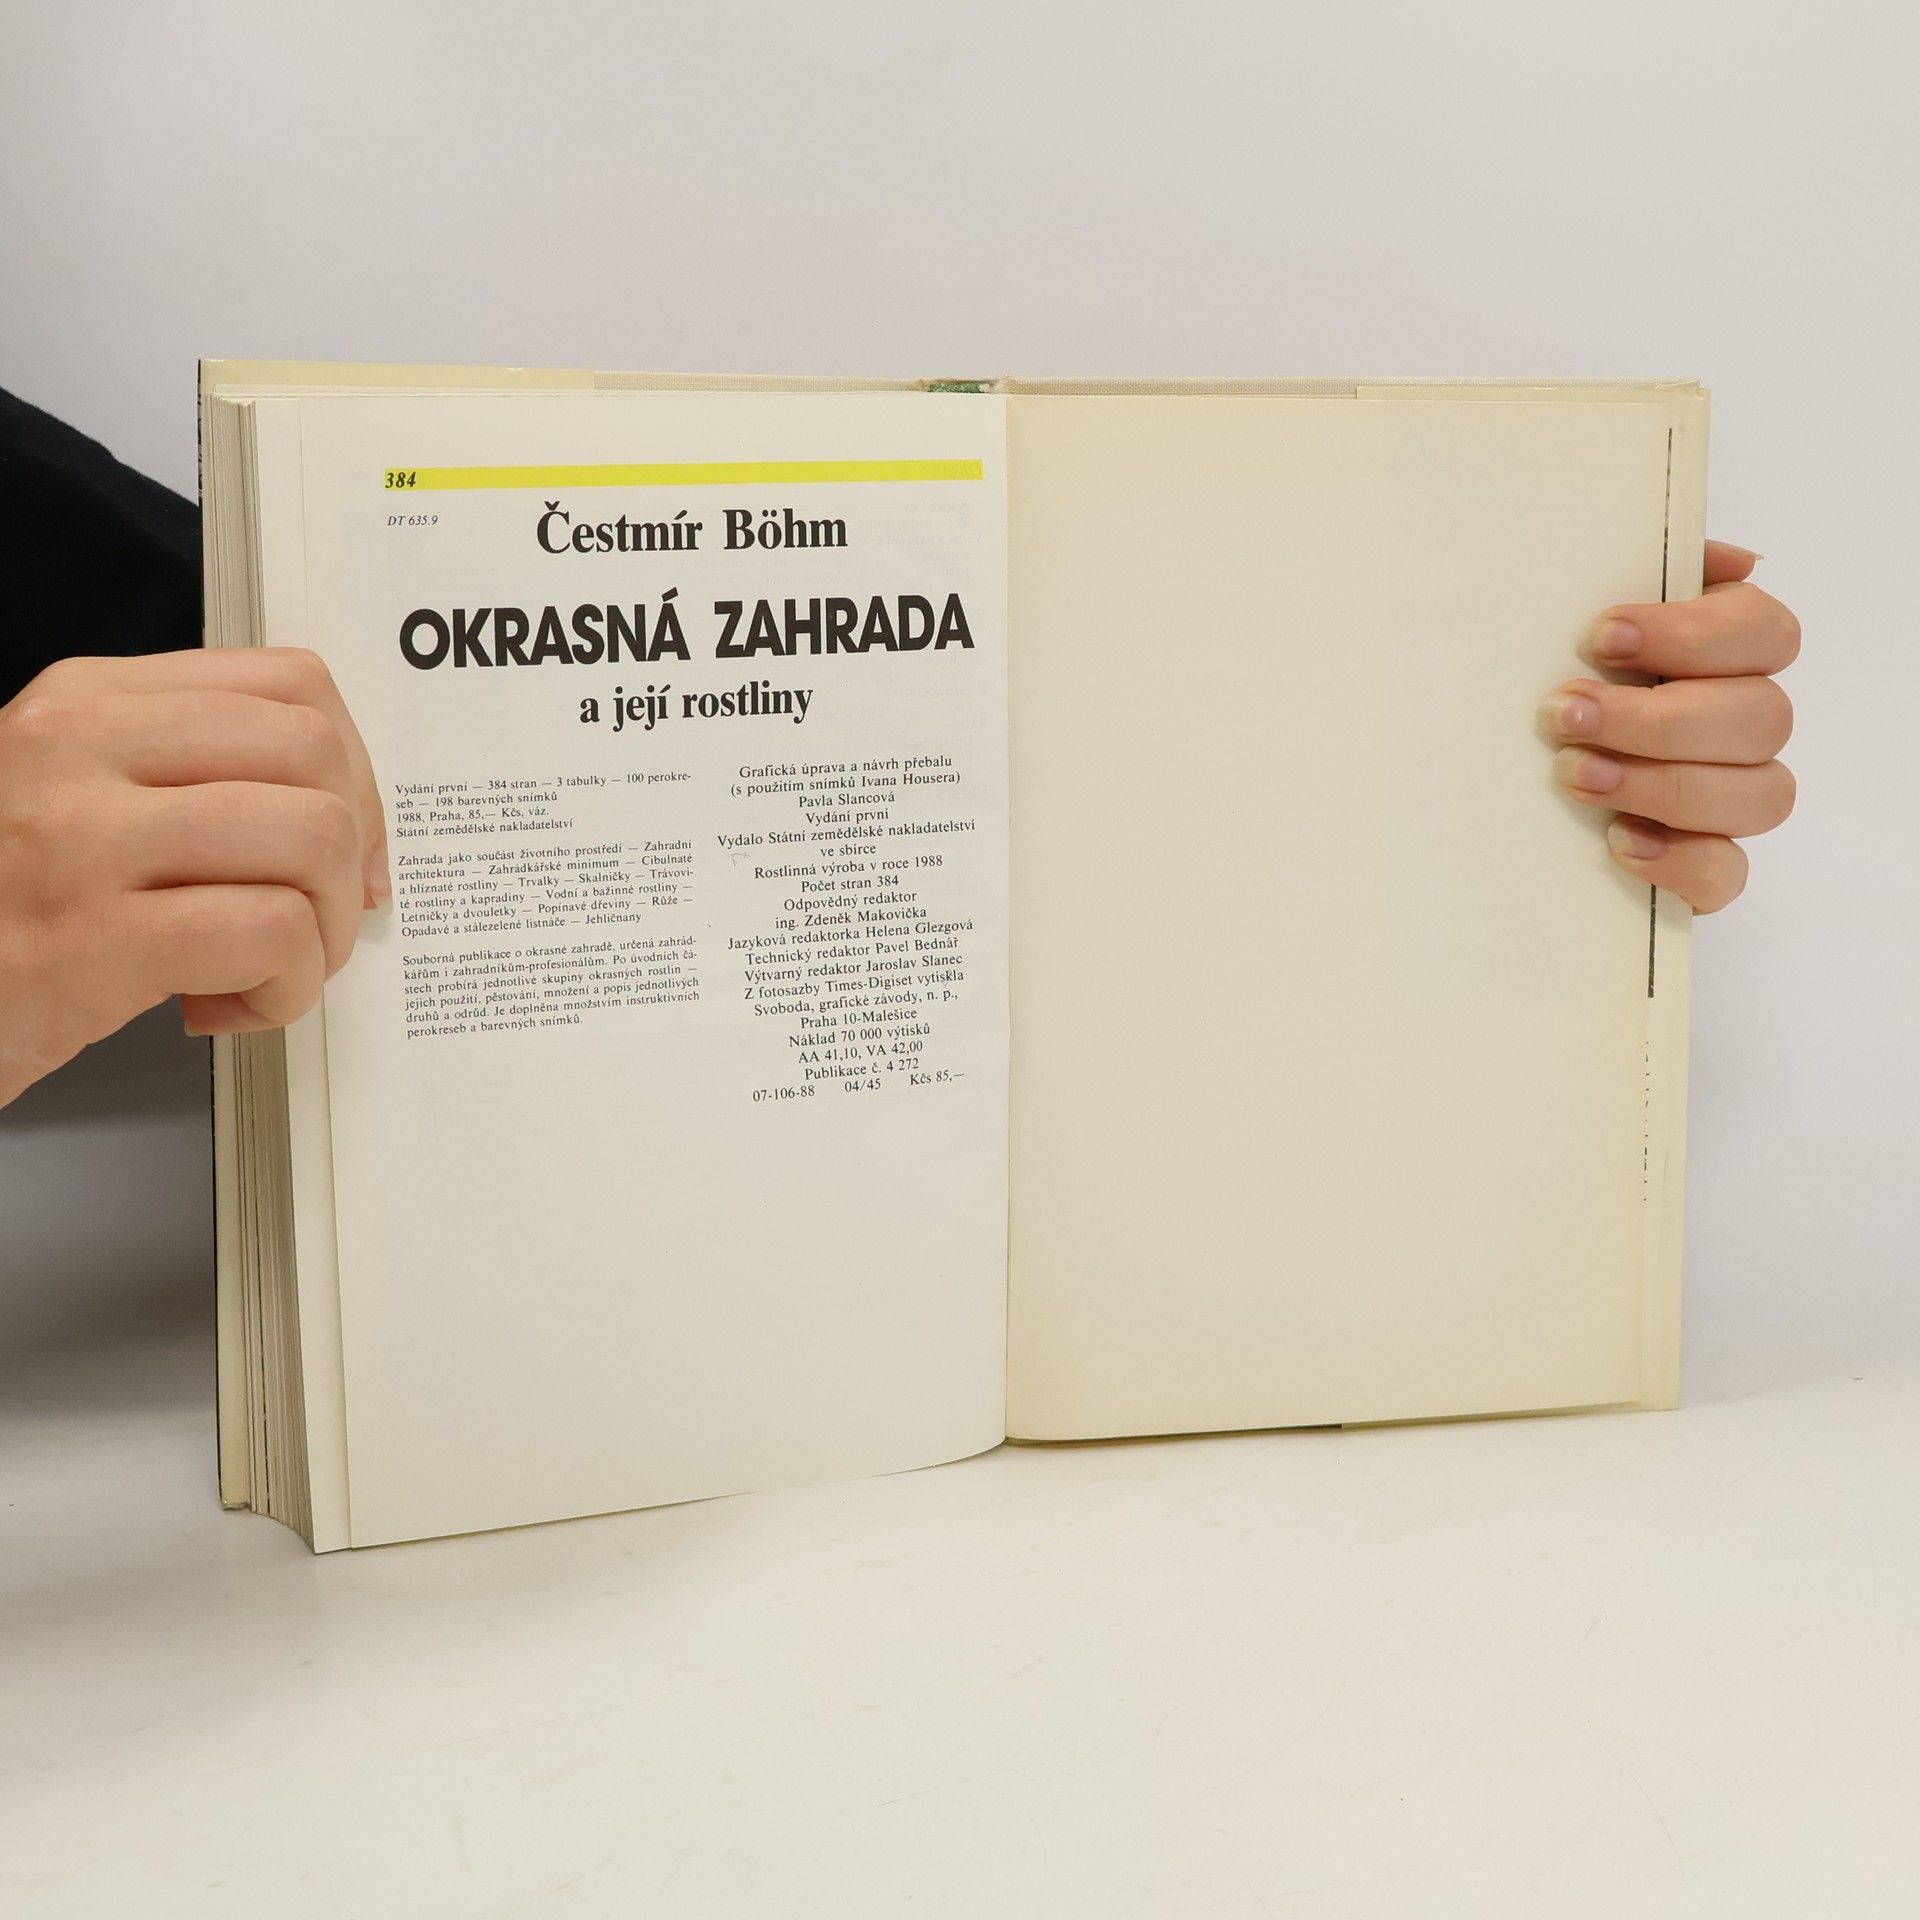 384
DT 635.9
Čestmír Böhm
OKRASNÁ ZAHRADA
a její rostliny
Vydání první — 384 stran — 3 tabulky — 100 perokre-
seb — 198 barevných snímků
1988, Praha, 85,— Kčs, váz.
Státní zemědělské nakladatelství
Zahrada jako součást životního prostředí — Zahradní
architektura — Zahrádkářské minimum — Cibulnaté
a hlíznaté rostliny — Trvalky — Skalničky — Trávovi-
té rostliny a kapradiny — Vodní a bažinné rostliny —
Letničky a dvouletky — Popínavé dřeviny — Růže —
Opadavé a stálezelené listnáče — Jehličnany
Souborná publikace o okrasné zahradě, určená zahrád-
kářům i zahradníkům-profesionálům. Po úvodních čá-
stech probírá jednotlivé skupiny okrasných rostlin —
jejich použití, pěstování, množení a popis jednotlivých
druhů a odrůd. Je doplněna množstvím instruktivních
perokreseb a barevných snímků.
Grafická úprava a návrh přebalu
(s použitím snímků Ivana Housera)
Pavla Slancová
Vydání první
Vydalo Státní zemědělské nakladatelství
ve sbírce
Rostlinná výroba v roce 1988
Počet stran 384
Odpovědný redaktor
ing. Zdeněk Makovička
Jazyková redaktorka Helena Glezgová
Technický redaktor Pavel Bednář
Výtvarný redaktor Jaroslav Slanec
Z fotosazby Times-Digiset vytiskla
Svoboda, grafické závody, n. p.,
Praha 10-Malešice
Náklad 70 000 výtisků
AA 41,10, VA 42,00
Publikace č. 4 272
07-106-88 04/45 Kčs 85,—